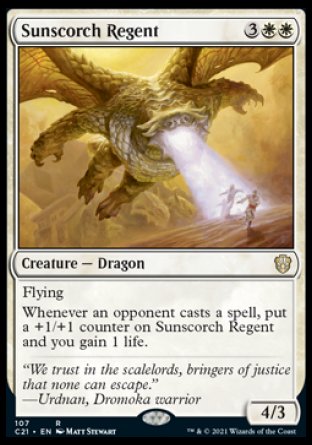 Sunscorch Regent 3
Creature — Dragon
Flying
Whenever an opponent casts a spell, put
a +1/+1 counter on Sunscorch Regent
and you gain 1 life.
“We trust in the scalelords, bringers of justice
that none can escape.”
—Urdnan, Dromoka warrior
4/3
107 R
C21 • EN MATT STEWART
™ & © 2021 Wizards of the Coast